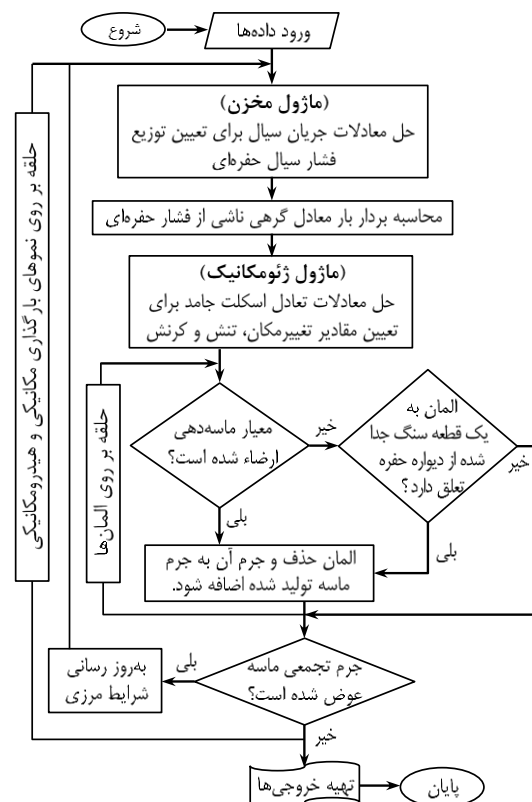 شروع
ورود داده‌ها
(ماژول مخزن)
حل معادلات جریان سیال برای تعیین توزیع
فشار سیال حفره‌ای
محاسبه بردار بار معادل گرهی ناشی از فشار حفره‌ای
(ماژول ژئومکانیک)
حل معادلات تعادل اسکلت جامد برای
تعیین مقادیر تغییرمکان، تنش و کرنش
حلقه بر روی نموهای بارگذاری مکانیکی و هیدرومکانیکی
حلقه بر روی المان‌ها
معیار ماسه‌دهی
ارضاء شده است؟
خیر
المان به
یک قطعه سنگ جدا
شده از دیواره حفره
تعلق دارد؟
خیر
بلی
بلی
المان حذف و جرم آن به جرم
ماسه تولید شده اضافه شود.
جرم تجمعی ماسه
عوض شده است؟
بلی
به‌روز رسانی
شرایط مرزی
خیر
تهیه خروجی‌ها
پایان